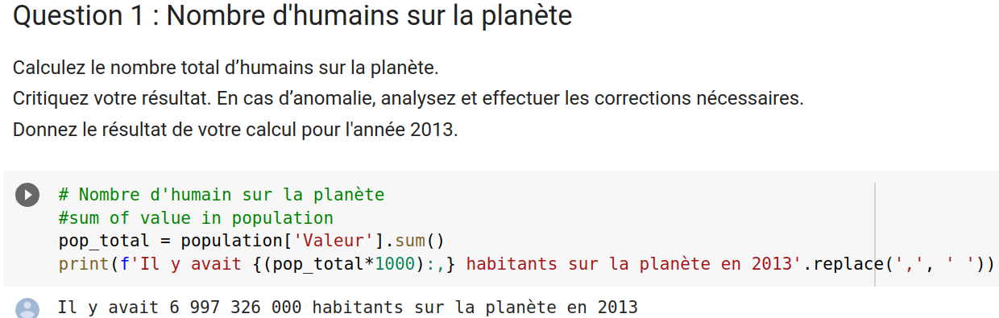 Question 1 : Nombre d'humains sur la planète
Calculez le nombre total d’humains sur la planète.
Critiquez votre résultat. En cas d’anomalie, analysez et effectuer les corrections nécessaires.
Donnez le résultat de votre calcul pour l'année 2013.
# Nombre d'humain sur la planète
#sum of value in population
pop_total = population['Valeur'].sum()
print(f'Il y avait {(pop_total*1000):,} habitants sur la planète en 2013'.replace(',', ' '))
Il y avait 6 997 326 000 habitants sur la planète en 2013